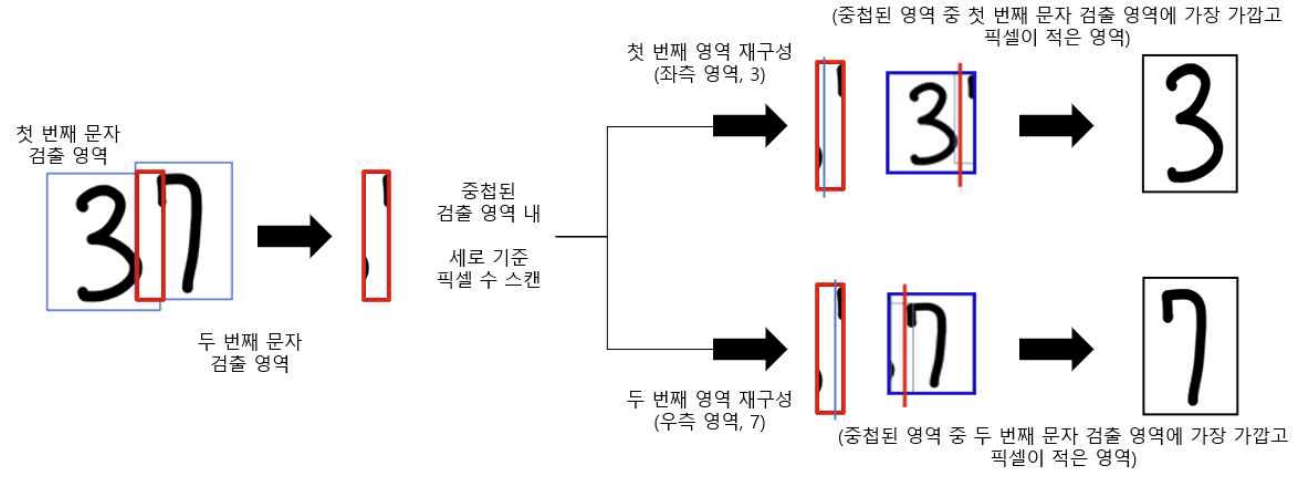 첫 번째 문자
검출 영역
3 7
두 번째 문자
검출 영역
중첩된
검출 영역 내
세로 기준
픽셀 수 스캔
첫 번째 영역 재구성
(좌측 영역, 3)
(중첩된 영역 중 첫 번째 문자 검출 영역에 가장 가깝고
픽셀이 적은 영역)
3
3
두 번째 영역 재구성
(우측 영역, 7)
7
7
(중첩된 영역 중 두 번째 문자 검출 영역에 가장 가깝고
픽셀이 적은 영역)